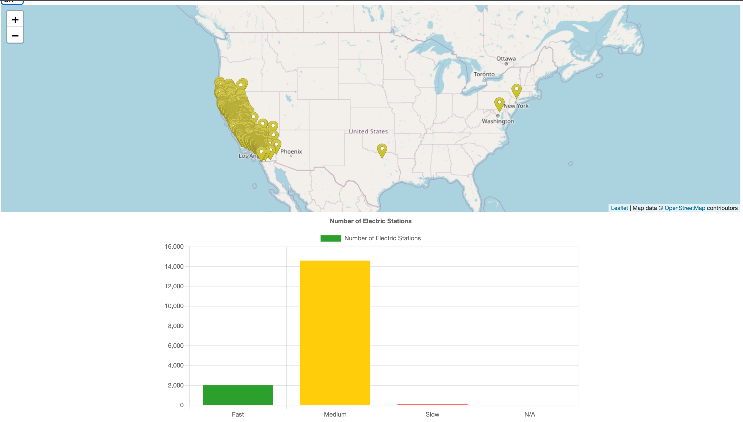 +
−
Ottawa
Toronto
New York
Washington
United States
Phoenix
Los An
Leaflet | Map data © OpenStreetMap contributors
Number of Electric Stations
Number of Electric Stations
16,000
14,000
12,000
10,000
8,000
6,000
4,000
2,000
0
Fast
Medium
Slow
N/A